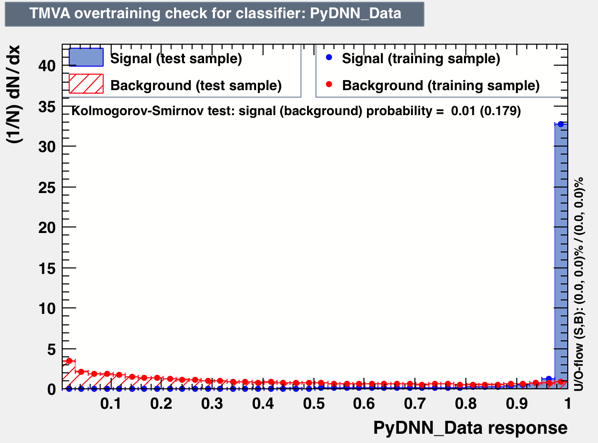 TMVA overtraining check for classifier: PyDNN_Data
(1/N) dN/dx
Signal (test sample)
Background (test sample)
Signal (training sample)
Background (training sample)
Kolmogorov-Smirnov test: signal (background) probability = 0.01 (0.179)
40
35
30
25
20
15
10
5
0
0.1 0.2 0.3 0.4 0.5 0.6 0.7 0.8 0.9 1
PyDNN_Data response
U/O-flow (S,B): (0.0, 0.0)% / (0.0, 0.0)%